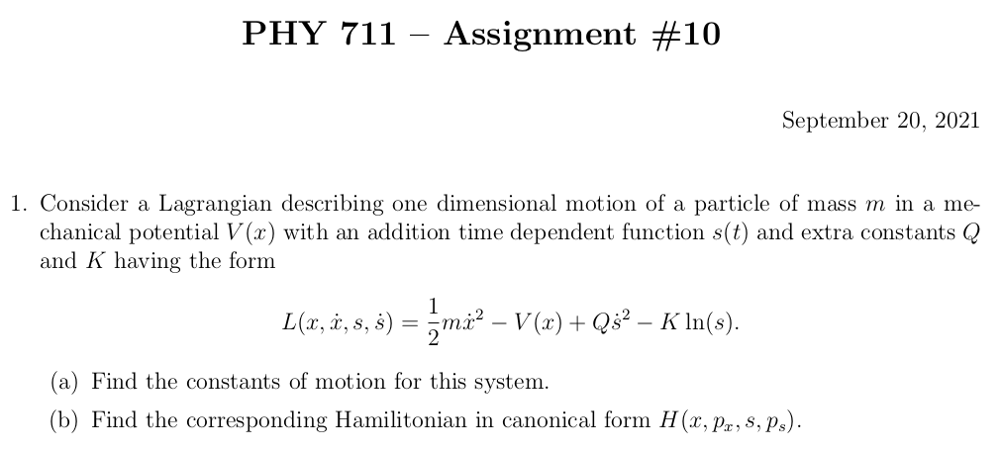 PHY 711 – Assignment #10
September 20, 2021
1. Consider a Lagrangian describing one dimensional motion of a particle of mass m in a me-
chanical potential V(x) with an addition time dependent function s(t) and extra constants Q
and K having the form
L(x, ẋ, s, ṡ) = 1/2 mẋ² − V(x) + Qṡ² − K ln(s).
(a) Find the constants of motion for this system.
(b) Find the corresponding Hamilitonian in canonical form H(x, pₓ, s, pₛ).